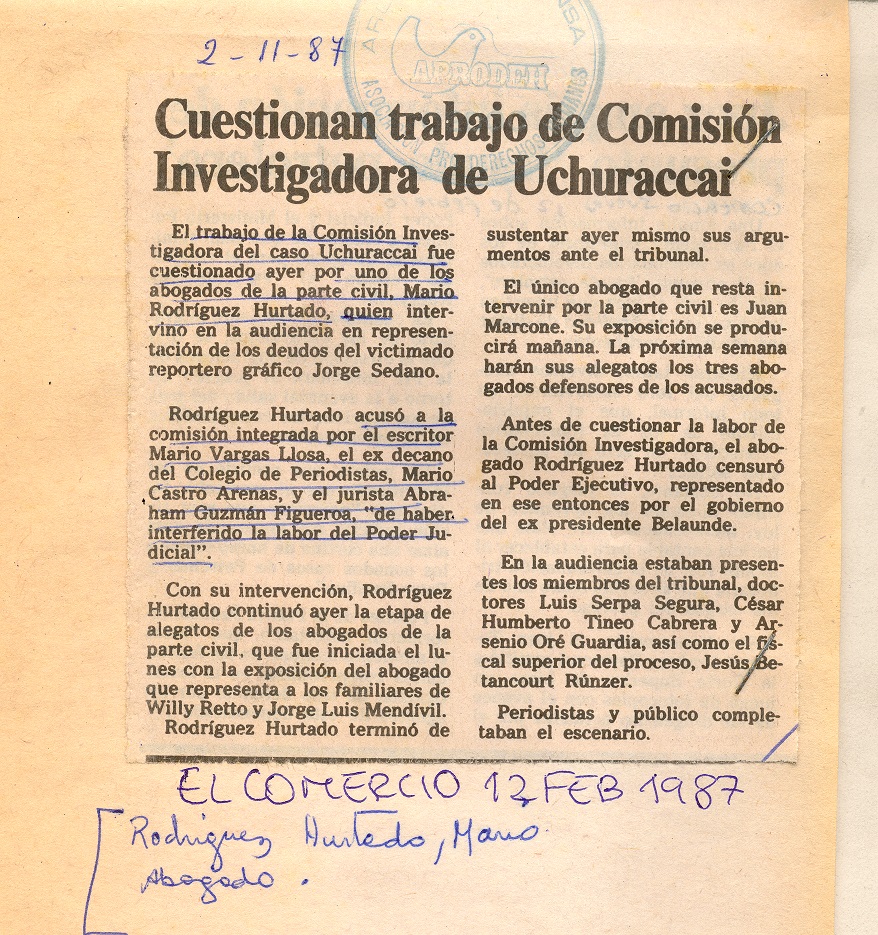 2-11-87
APRODEH
Cuestionan trabajo de Comisión
Investigadora de Uchuraccai
El trabajo de la Comisión Inves-
tigadora del caso Uchuraccai fue
cuestionado ayer por uno de los
abogados de la parte civil, Mario
Rodríguez Hurtado, quien inter-
vino en la audiencia en represen-
tación de los deudos del victimado
reportero gráfico Jorge Sedano.
Rodríguez Hurtado acusó a la
comisión integrada por el escritor
Mario Vargas Llosa, el ex decano
del Colegio de Periodistas, Mario
Castro Arenas, y el jurista Abra-
ham Guzmán Figueroa, “de haber
interferido la labor del Poder Ju-
dicial”.
Con su intervención, Rodríguez
Hurtado continuó ayer la etapa de
alegatos de los abogados de la
parte civil, que fue iniciada el lu-
nes con la exposición del abogado
que representa a los familiares de
Willy Retto y Jorge Luis Mendívil.
Rodríguez Hurtado terminó de
sustentar ayer mismo sus argu-
mentos ante el tribunal.
El único abogado que resta in-
tervenir por la parte civil es Juan
Marcone. Su exposición se produ-
cirá mañana. La próxima semana
harán sus alegatos los tres abo-
gados defensores de los acusados.
Antes de cuestionar la labor de
la Comisión Investigadora, el abo-
gado Rodríguez Hurtado censuró
al Poder Ejecutivo, representado
en ese entonces por el gobierno
del ex presidente Belaunde.
En la audiencia estaban presen-
tes los miembros del tribunal, doc-
tores Luis Serpa Segura, César
Humberto Tineo Cabrera y Ar-
senio Oré Guardia, así como el fis-
cal superior del proceso, Jesús Be-
tancourt Rúnzer.
Periodistas y público comple-
taban el escenario.
EL COMERCIO 12 FEB 1987
Rodriguez Hurtado, Mario
Abogado.